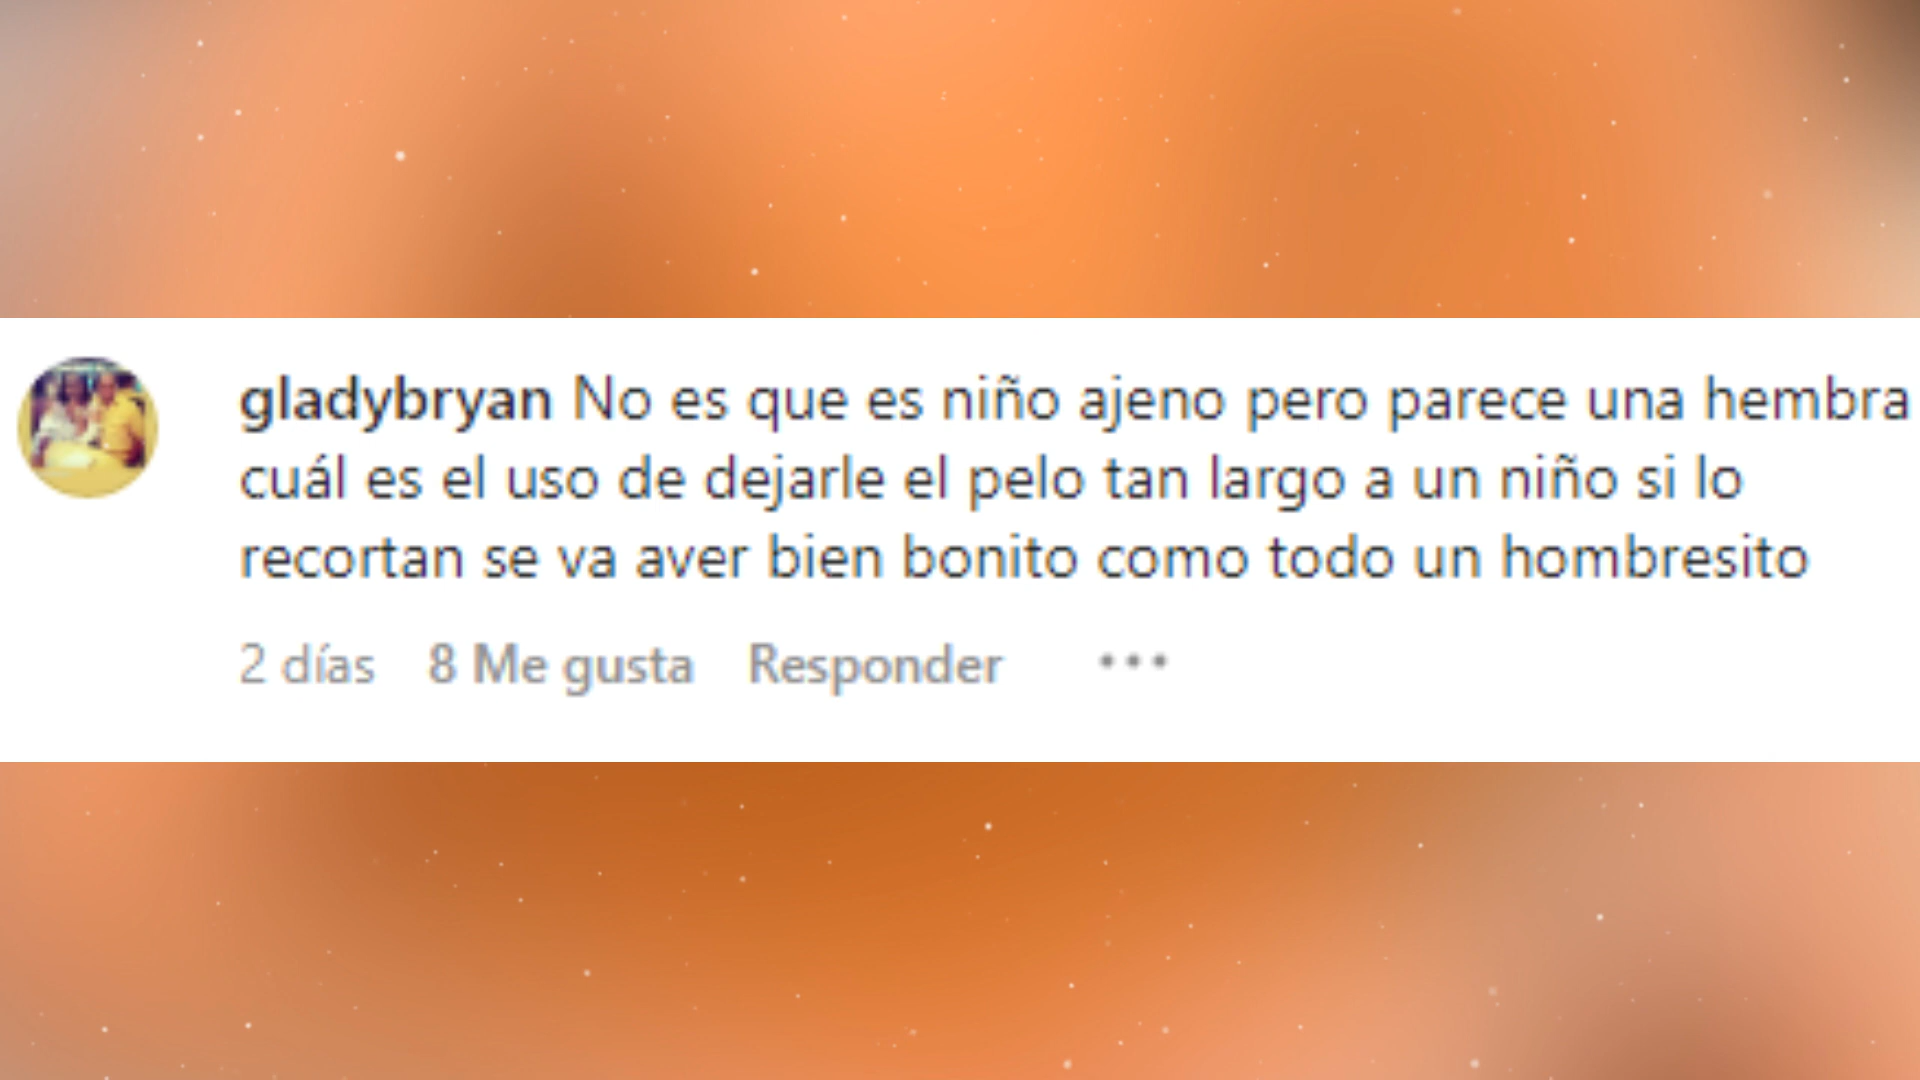 gladybryan No es que es niño ajeno pero parece una hembra
cuál es el uso de dejarle el pelo tan largo a un niño si lo
recortan se va aver bien bonito como todo un hombresito
2 días 8 Me gusta Responder •••